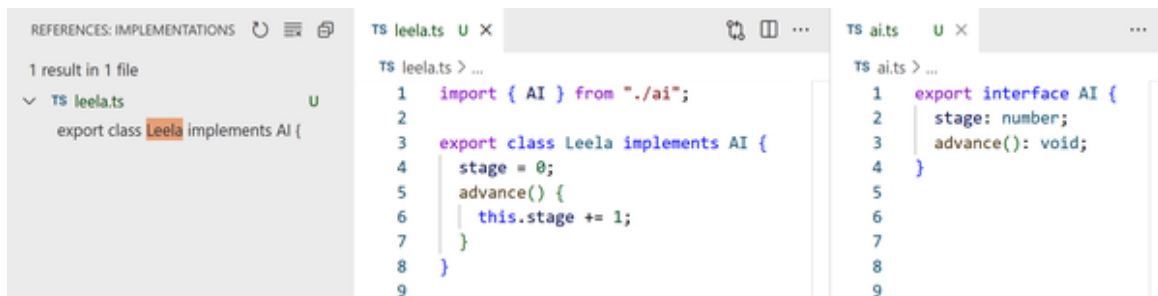 REFERENCES: IMPLEMENTATIONS
1 result in 1 file
TS leela.ts U
export class Leela implements AI {
TS leela.ts U
TS leela.ts > ...
1 import { AI } from "./ai";
2
3 export class Leela implements AI {
4 stage = 0;
5 advance() {
6 this.stage += 1;
7 }
8 }
9
TS ai.ts U
TS ai.ts > ...
1 export interface AI {
2 stage: number;
3 advance(): void;
4 }
5
6
7
8
9